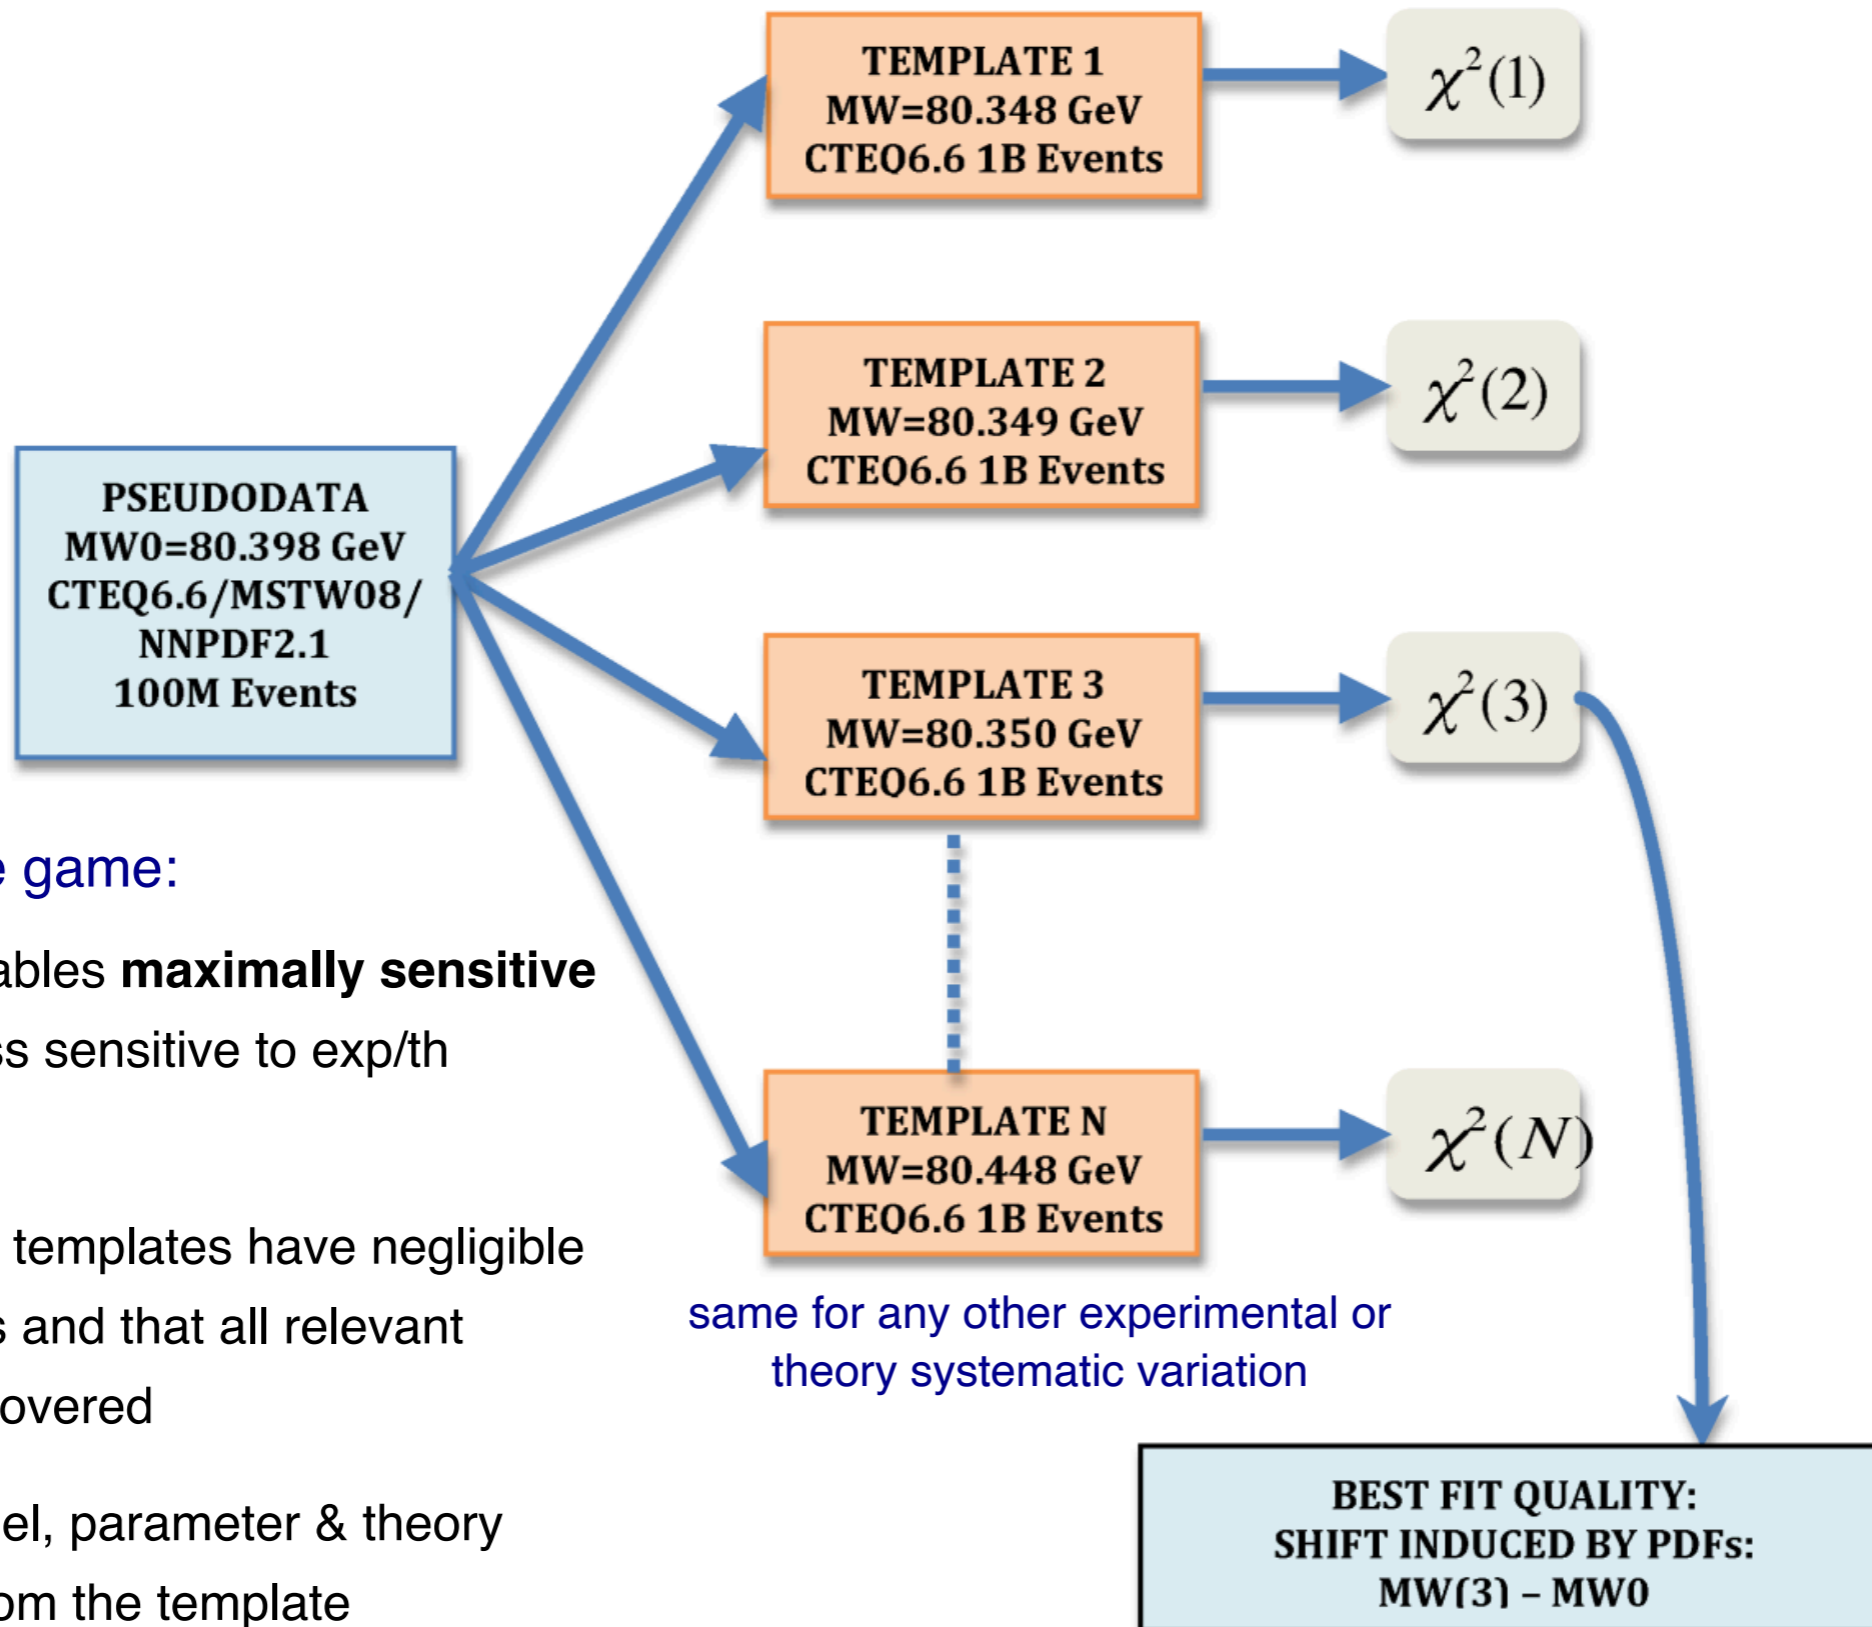 TEMPLATE 1
MW=80.348 GeV
CTEQ6.6 1B Events
χ²(1)
TEMPLATE 2
MW=80.349 GeV
CTEQ6.6 1B Events
χ²(2)
PSEUDODATA
MW0=80.398 GeV
CTEQ6.6/MSTW08/
NNPDF2.1
100M Events
TEMPLATE 3
MW=80.350 GeV
CTEQ6.6 1B Events
χ²(3)
game:
maximally sensitive
sensitive to exp/th
TEMPLATE N
MW=80.448 GeV
CTEQ6.6 1B Events
χ²(N)
templates have negligible
and that all relevant
parameter & theory
the template
same for any other experimental or
theory systematic variation
BEST FIT QUALITY:
SHIFT INDUCED BY PDFs:
MW(3) – MW0